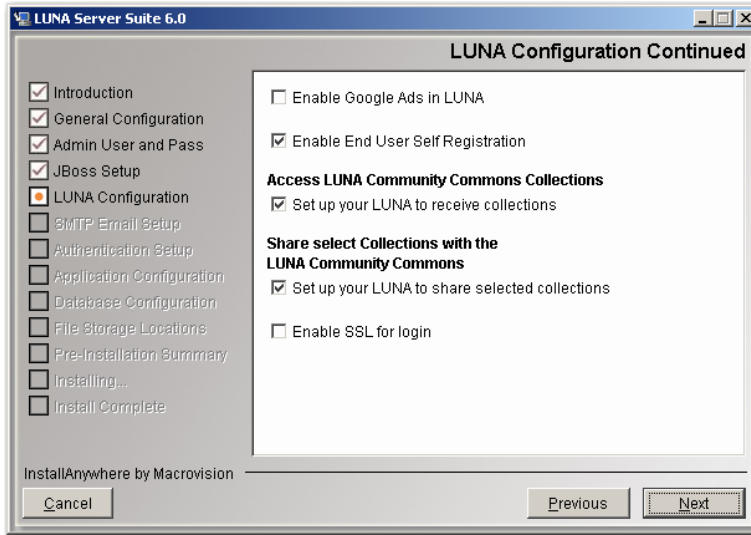 LUNA Server Suite 6.0
LUNA Configuration Continued
Introduction
General Configuration
Admin User and Pass
JBoss Setup
LUNA Configuration
SMTP Email Setup
Authentication Setup
Application Configuration
Database Configuration
File Storage Locations
Pre-Installation Summary
Installing...
Install Complete
Enable Google Ads in LUNA
Enable End User Self Registration
Access LUNA Community Commons Collections
Set up your LUNA to receive collections
Share select Collections with the
LUNA Community Commons
Set up your LUNA to share selected collections
Enable SSL for login
InstallAnywhere by Macrovision
Cancel
Previous
Next